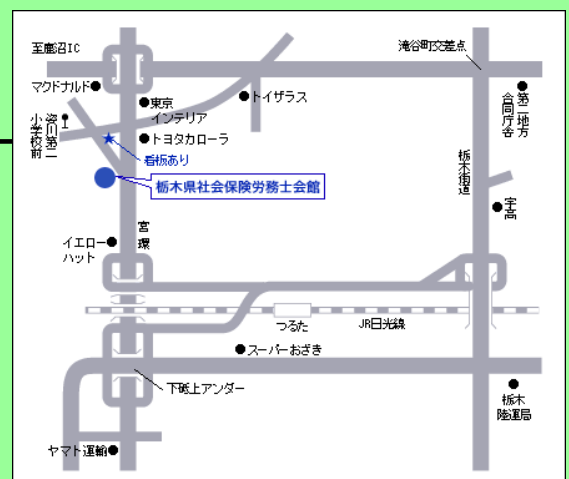 至鹿沼IC
滝谷町交差点
マクドナルド
東京
インテリア
トイザラス
第二地方
合同庁舎
姿川第二
小学校前
トヨタカローラ
看板あり
栃木県社会保険労務士会館
栃木街道
宇高
宮環
イエロー
ハット
つるた
JR日光線
スーパーおざき
下砥上アンダー
栃木
陸運局
ヤマト運輸